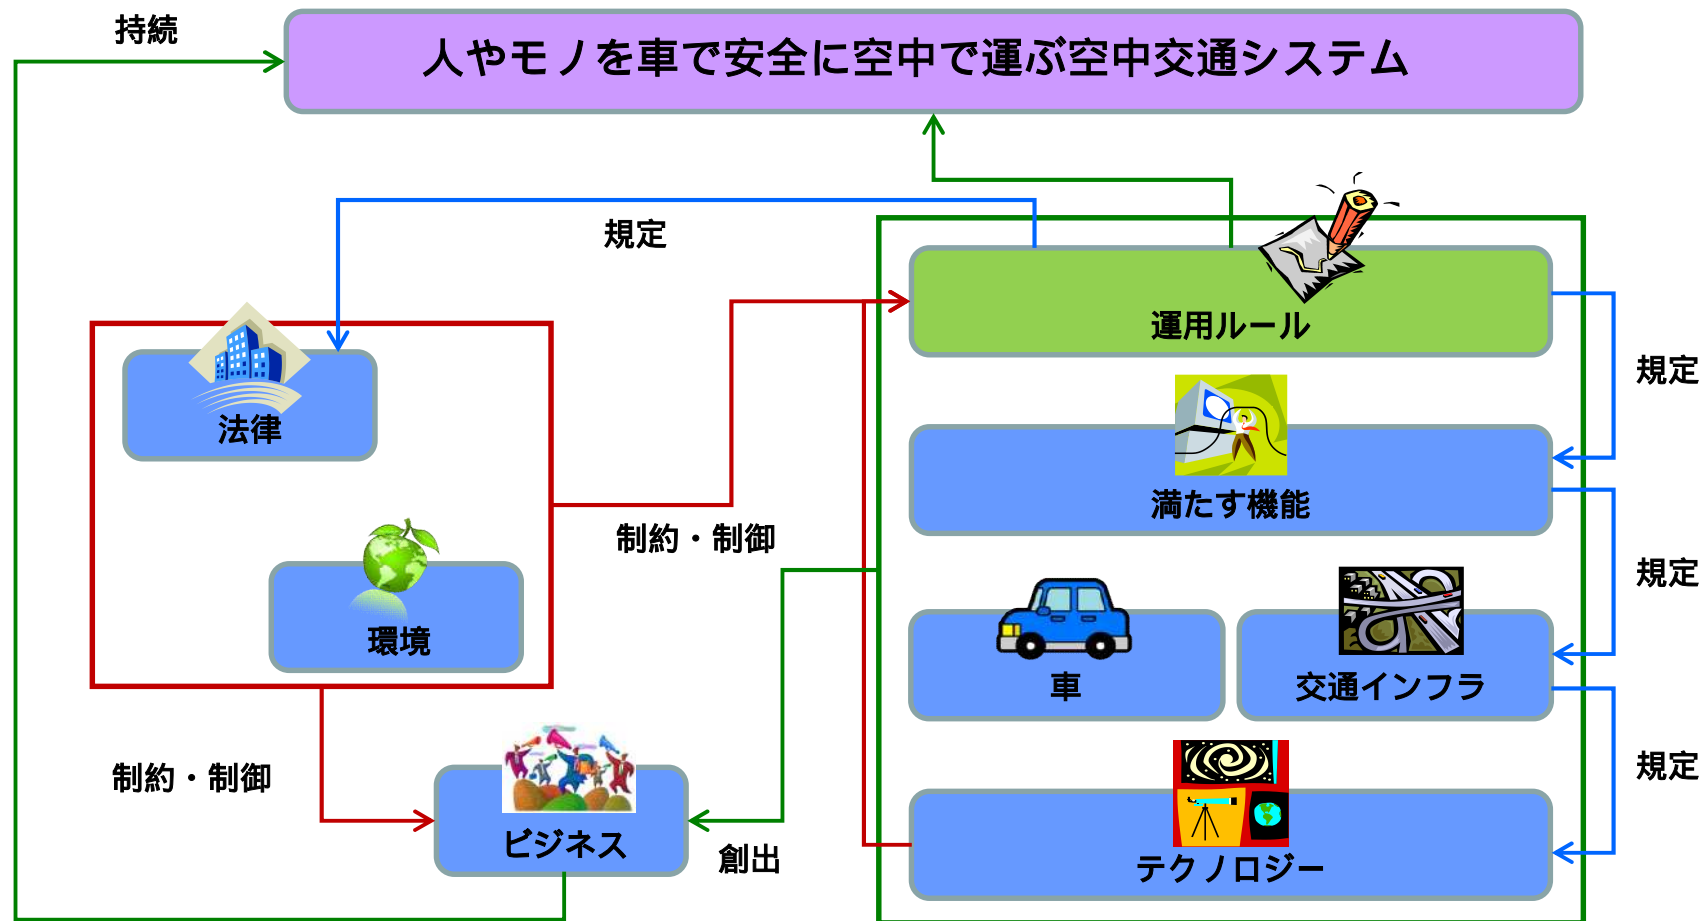 持続
人やモノを車で安全に空中で運ぶ空中交通システム
規定
運用ルール
規定
法律
満たす機能
制約・制御
規定
環境
車
交通インフラ
制約・制御
規定
ビジネス
創出
テクノロジー